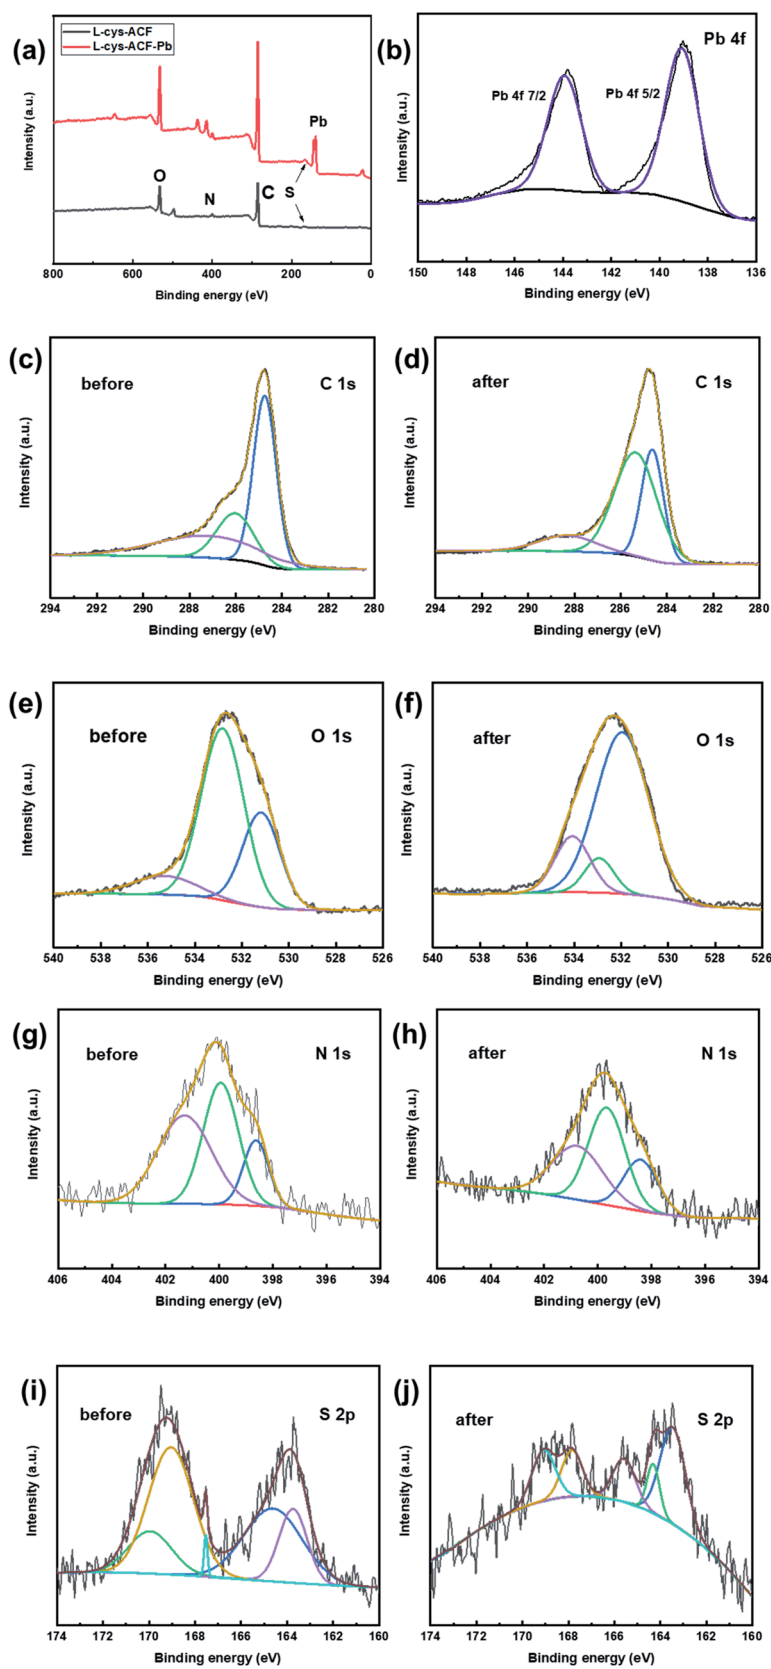 (a)
L-cys-ACF
L-cys-ACF-Pb
Pb
O
N
C
S
Intensity (a.u.)
800 600 400 200 0
Binding energy (eV)
(b)
Pb 4f
Pb 4f 7/2
Pb 4f 5/2
Intensity (a.u.)
150 148 146 144 142 140 138 136
Binding energy (eV)
(c)
before
C 1s
Intensity (a.u.)
294 292 290 288 286 284 282 280
Binding energy (eV)
(d)
after
C 1s
Intensity (a.u.)
294 292 290 288 286 284 282 280
Binding energy (eV)
(e)
before
O 1s
Intensity (a.u.)
540 538 536 534 532 530 528 526
Binding energy (eV)
(f)
after
O 1s
Intensity (a.u.)
540 538 536 534 532 530 528 526
Binding energy (eV)
(g)
before
N 1s
Intensity (a.u.)
406 404 402 400 398 396 394
Binding energy (eV)
(h)
after
N 1s
Intensity (a.u.)
406 404 402 400 398 396 394
Binding energy (eV)
(i)
before
S 2p
Intensity (a.u.)
174 172 170 168 166 164 162 160
Binding energy (eV)
(j)
after
S 2p
Intensity (a.u.)
174 172 170 168 166 164 162 160
Binding energy (eV)